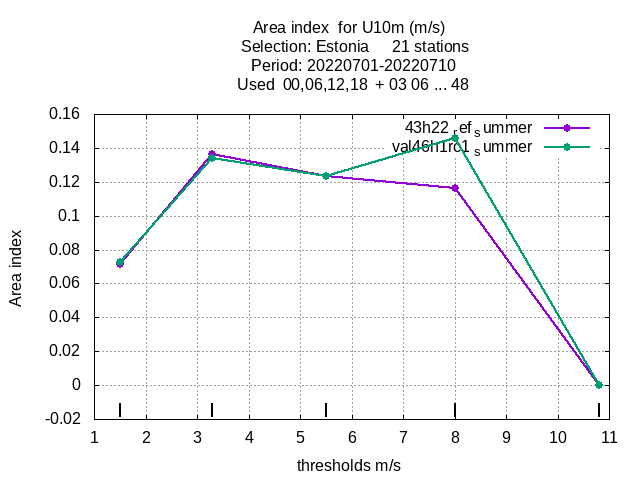 Area index  for U10m (m/s)
Selection: Estonia     21 stations
Period: 20220701-20220710
Used  00,06,12,18  + 03 06 ... 48
43h22_ref_summer
val46h1rc1_summer
0.16
0.14
0.12
0.1
0.08
0.06
0.04
0.02
0
-0.02
Area index
1 2 3 4 5 6 7 8 9 10 11
thresholds m/s